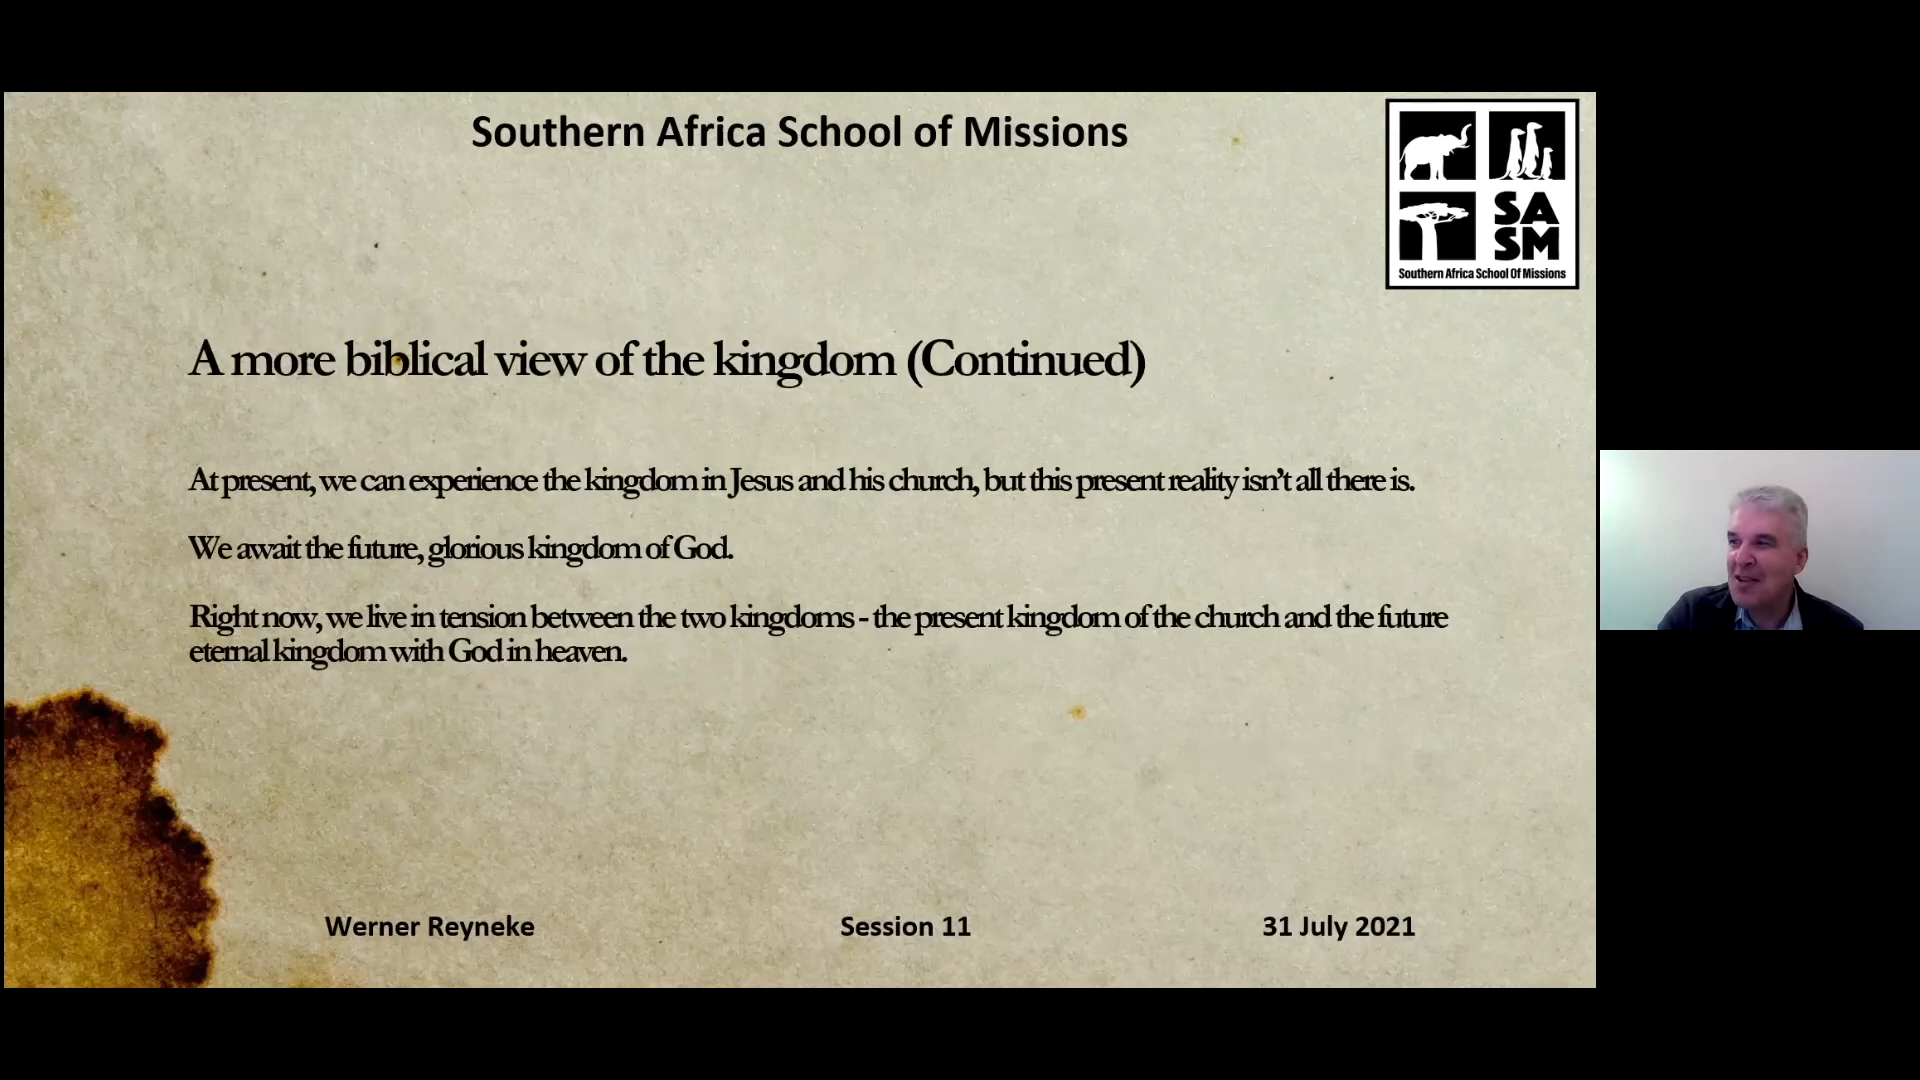 Southern Africa School of Missions
SA
SM
Southern Africa School Of Missions
A more biblical view of the kingdom (Continued)
At present, we can experience the kingdom in Jesus and his church, but this present reality isn’t all there is.
We await the future, glorious kingdom of God.
Right now, we live in tension between the two kingdoms - the present kingdom of the church and the future
eternal kingdom with God in heaven.
Werner Reyneke
Session 11
31 July 2021